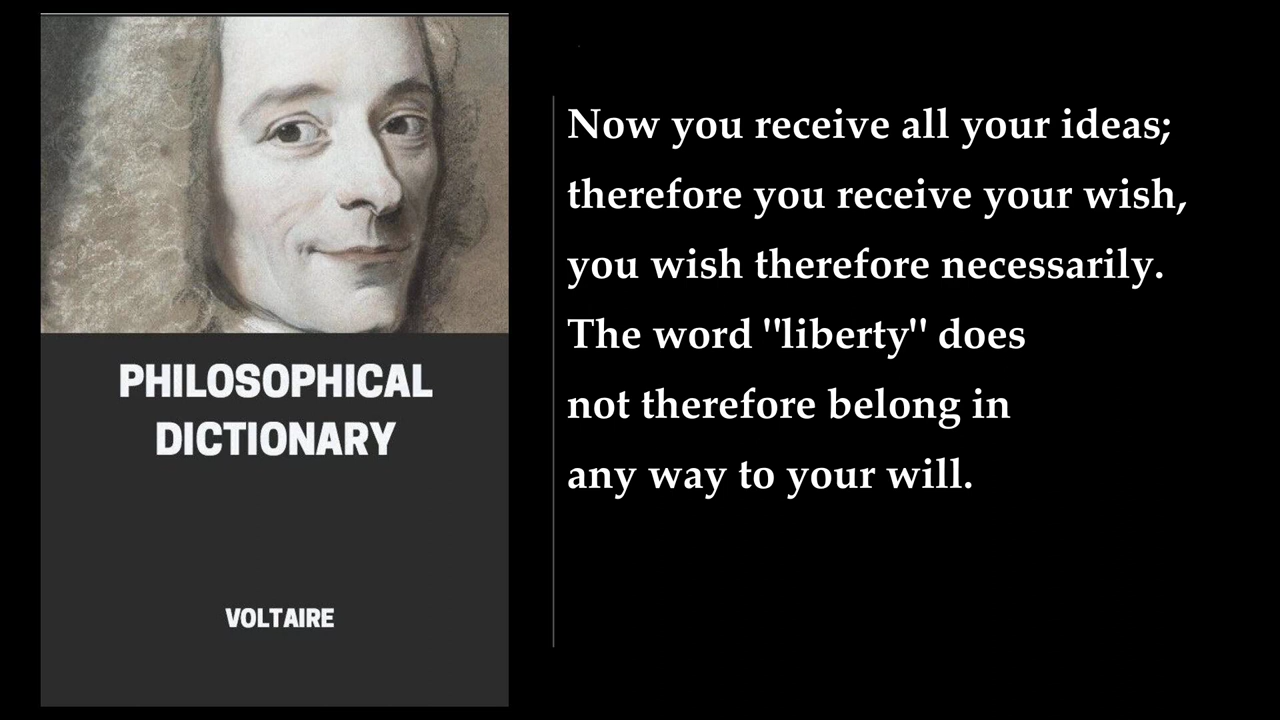 PHILOSOPHICAL
DICTIONARY
VOLTAIRE
Now you receive all your ideas;
therefore you receive your wish,
you wish therefore necessarily.
The word "liberty" does
not therefore belong in
any way to your will.